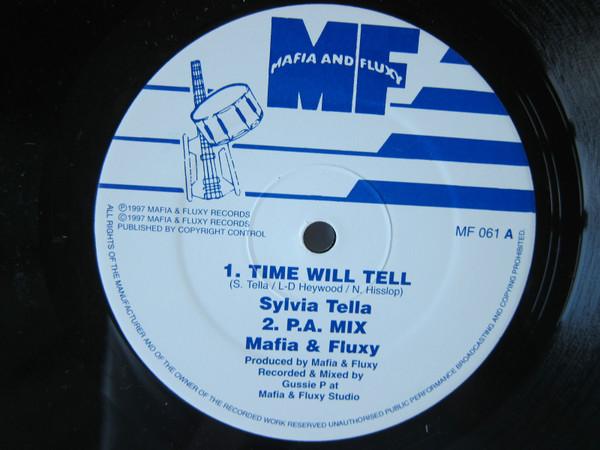 MF
MAFIA AND FLUXY
℗1997 MAFIA & FLUXY RECORDS
©1997 MAFIA & FLUXY RECORDS
PUBLISHED BY COPYRIGHT CONTROL
MF 061 A
1. TIME WILL TELL
(S. Tella / L-D Heywood / N. Hisslop)
Sylvia Tella
2. P.A. MIX
Mafia & Fluxy
Produced by Mafia & Fluxy
Recorded & Mixed by
Gussie P at
Mafia & Fluxy Studio
ALL RIGHTS OF THE MANUFACTURER AND OF THE OWNER OF THE RECORDED WORK RESERVED UNAUTHORISED PUBLIC PERFORMANCE BROADCASTING AND COPYING PROHIBITED.